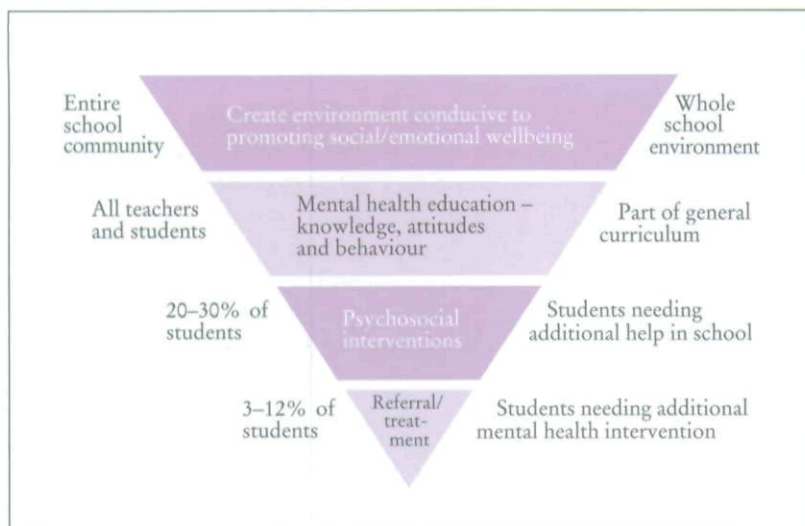 Entire
school
community
Create environment conducive to
promoting social/emotional wellbeing
Whole
school
environment
All teachers
and students
Mental health education –
knowledge, attitudes
and behaviour
Part of general
curriculum
20–30% of
students
Psychosocial
interventions
Students needing
additional help in school
3–12% of
students
Referral/
treat-
ment
Students needing additional
mental health intervention